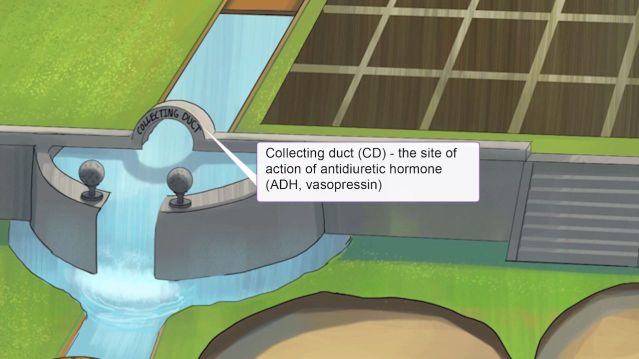 COLLECTING DUCT
Collecting duct (CD) - the site of
action of antidiuretic hormone
(ADH, vasopressin)